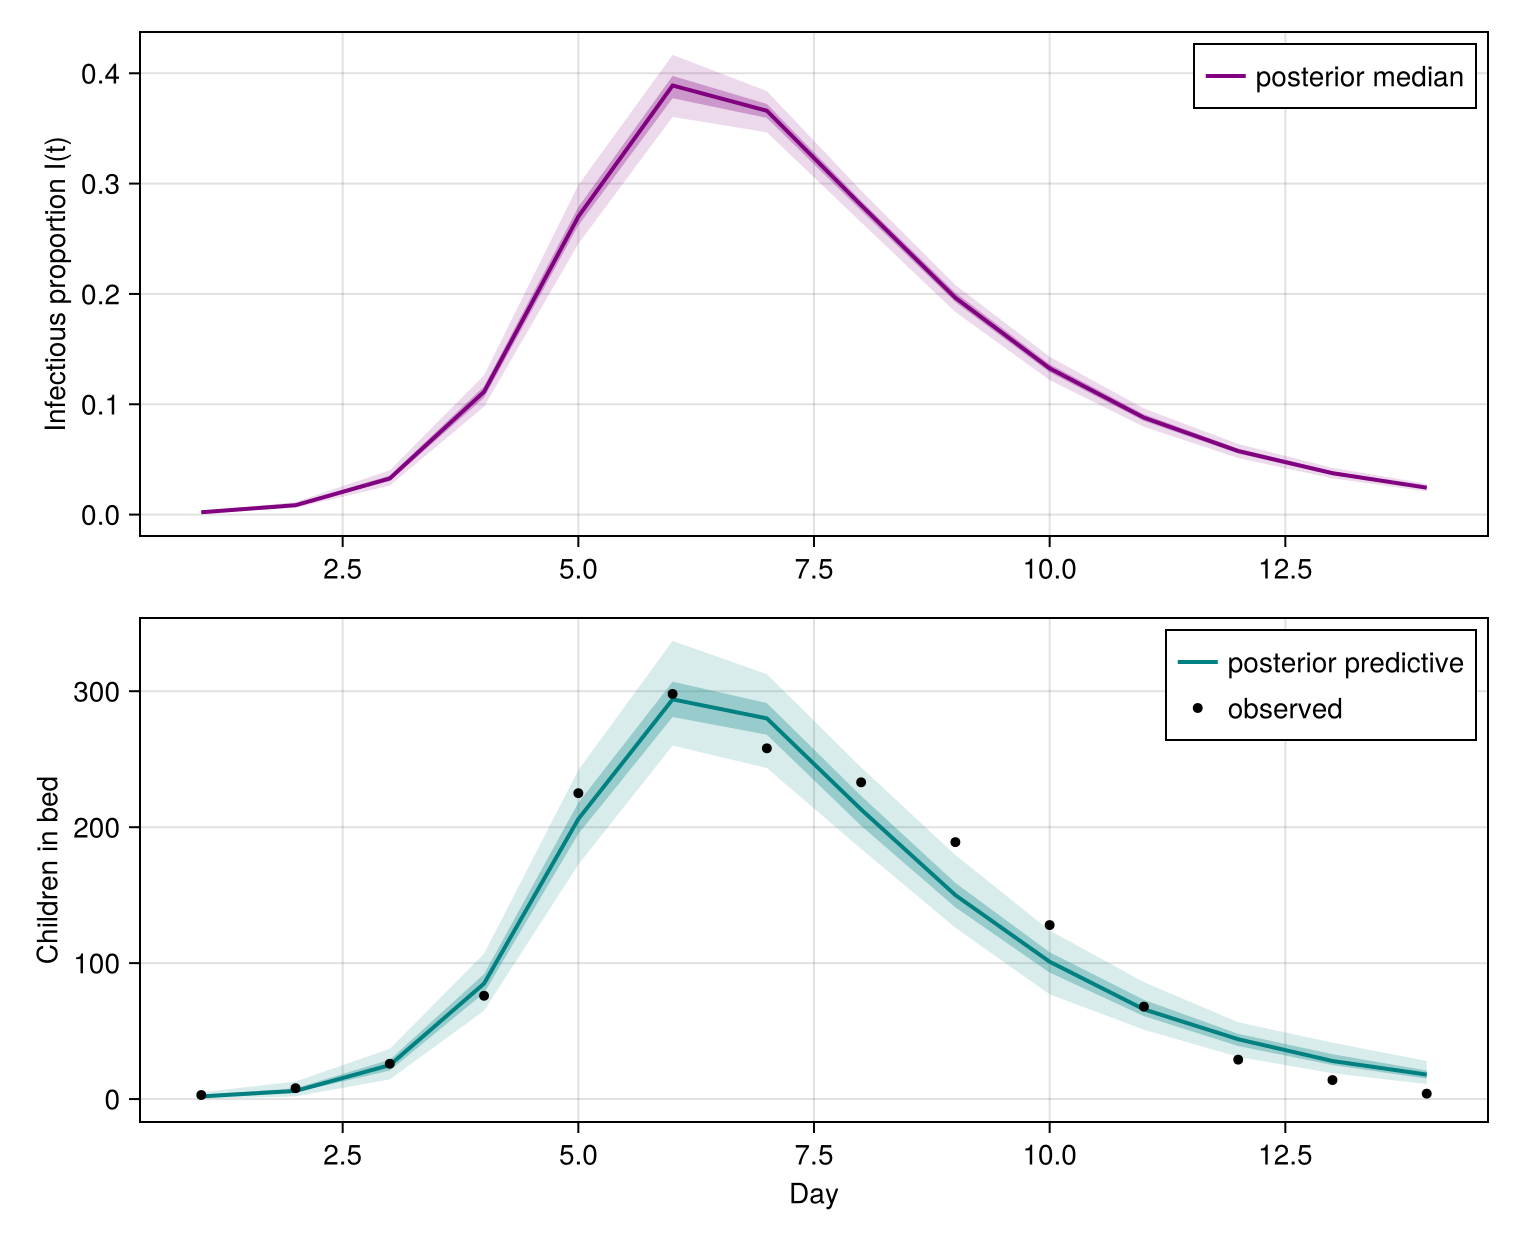 Infectious proportion I(t)
0.4
0.3
0.2
0.1
0.0
posterior median
2.5 5.0 7.5 10.0 12.5
Children in bed
300
200
100
0
posterior predictive
observed
2.5 5.0 7.5 10.0 12.5
Day